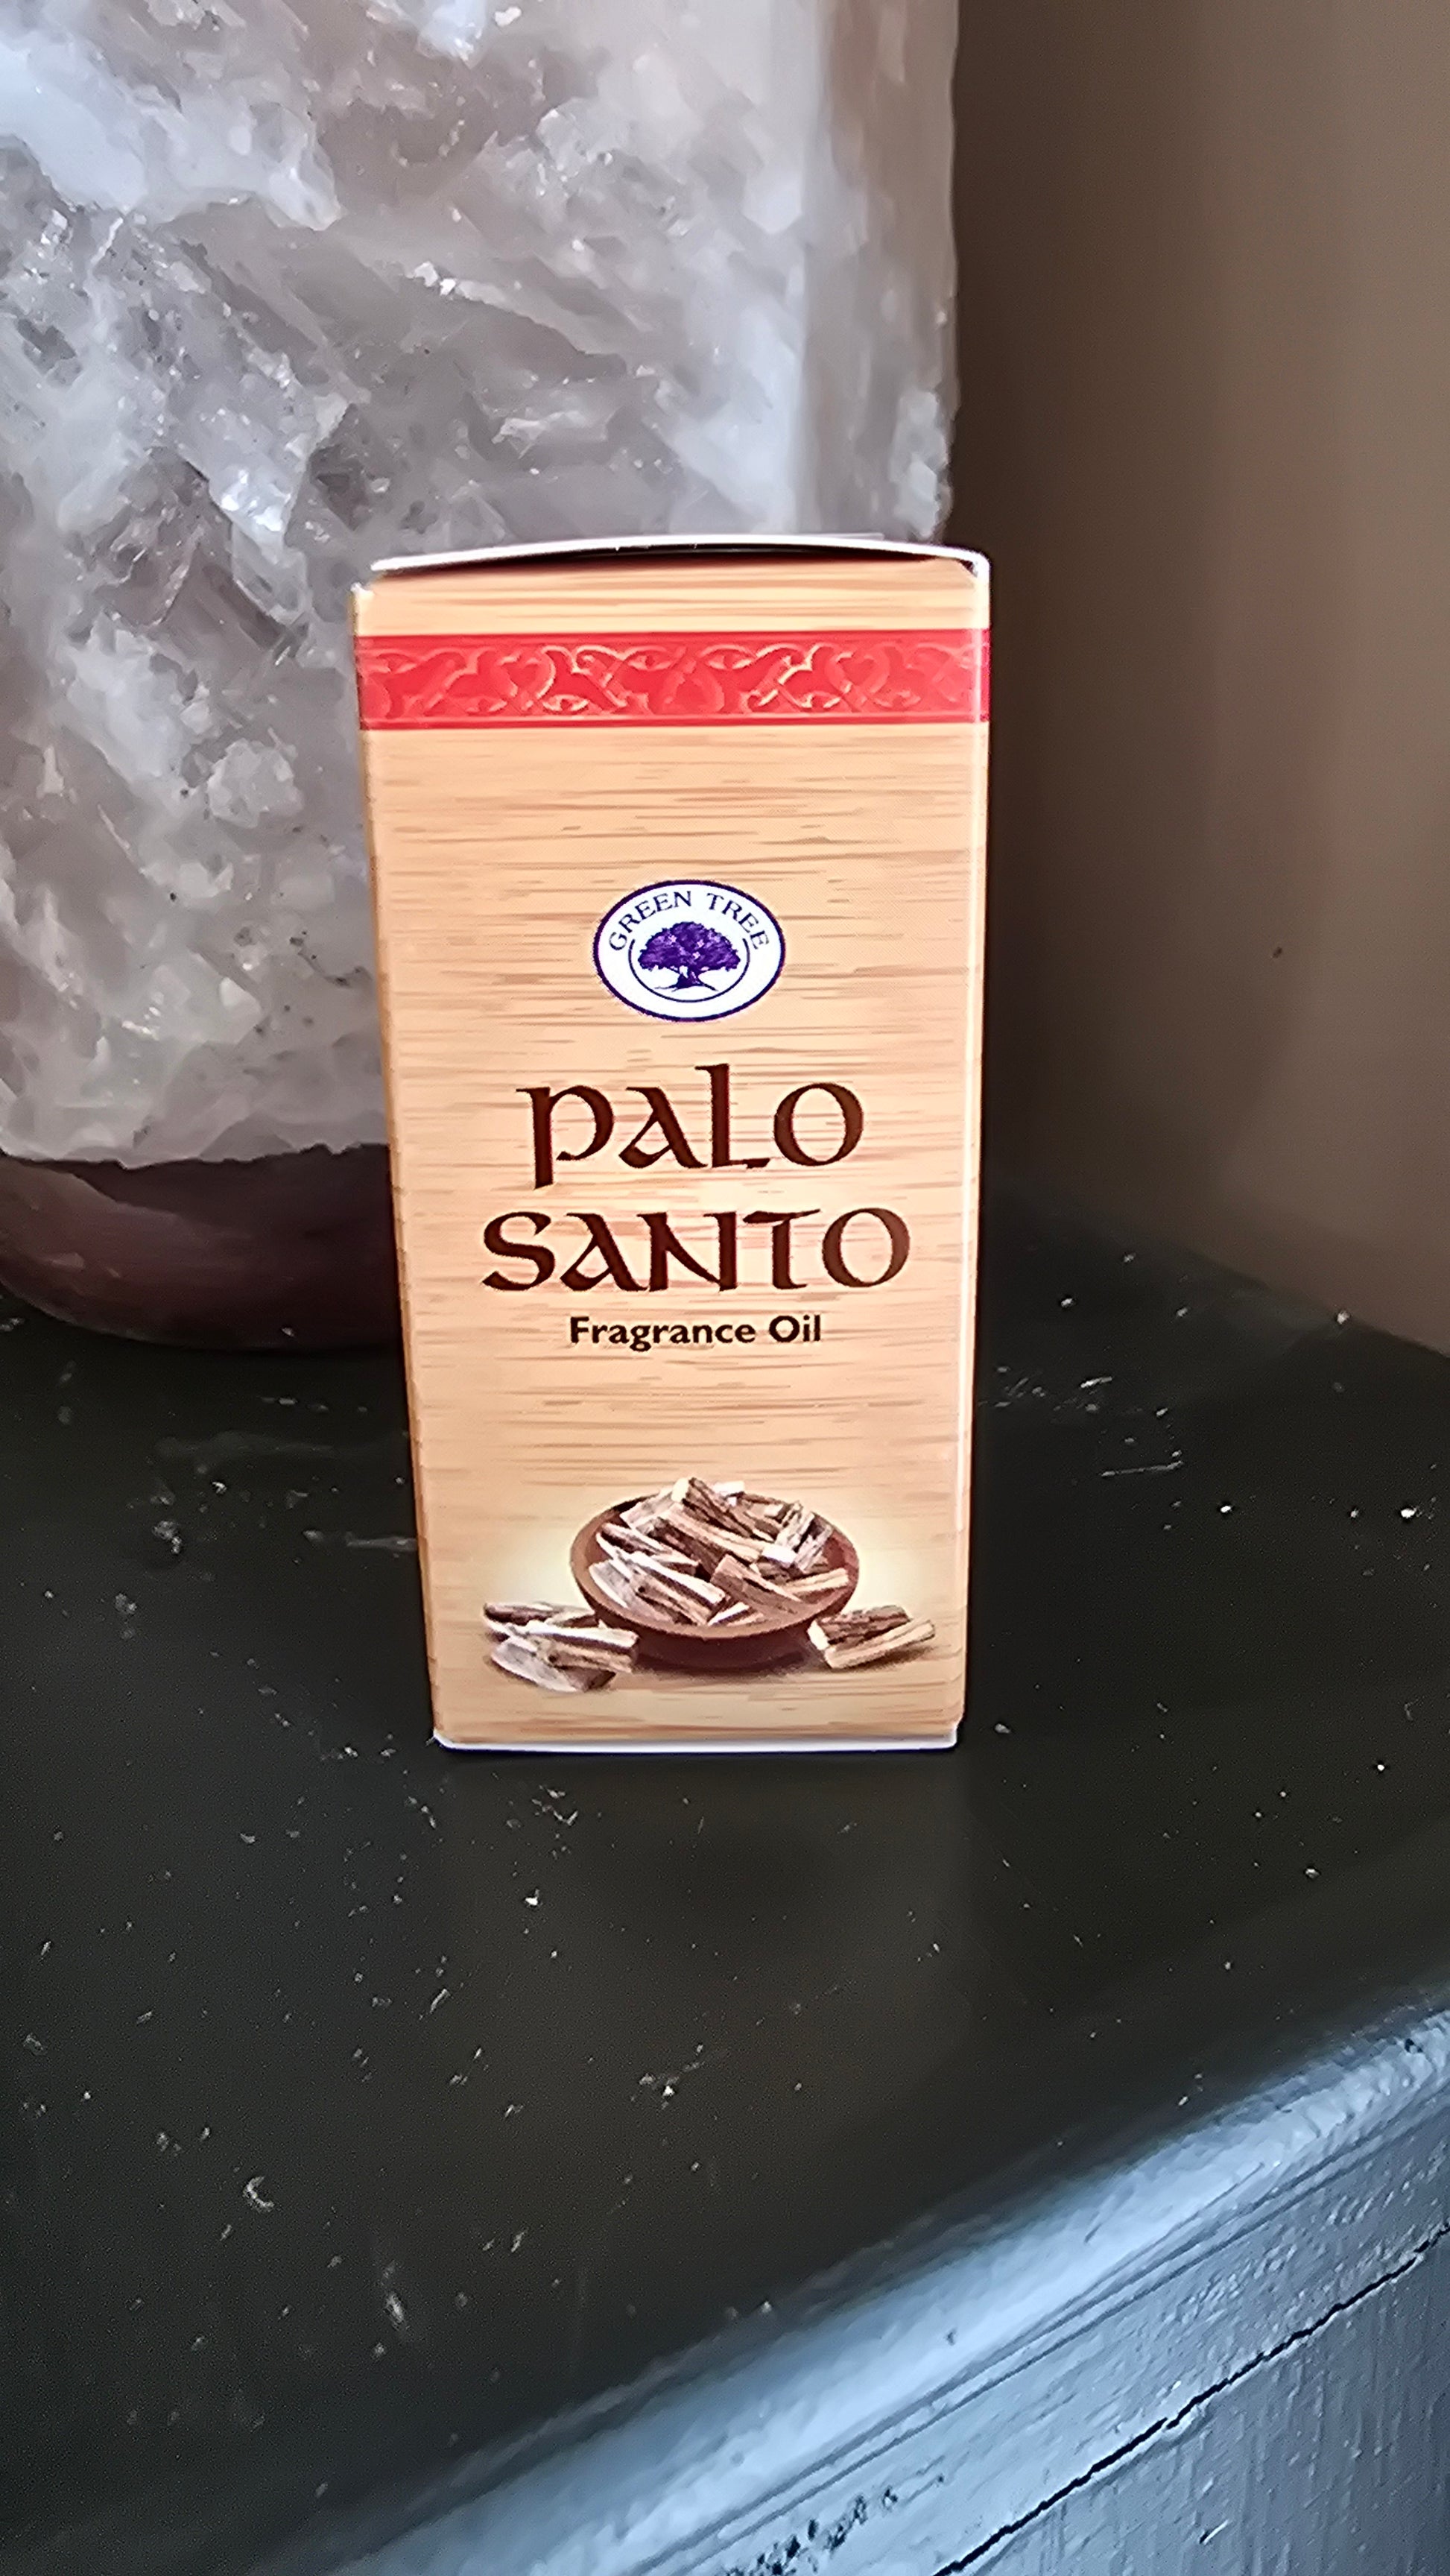 GREEN TREE
PALO
SANTO
Fragrance Oil